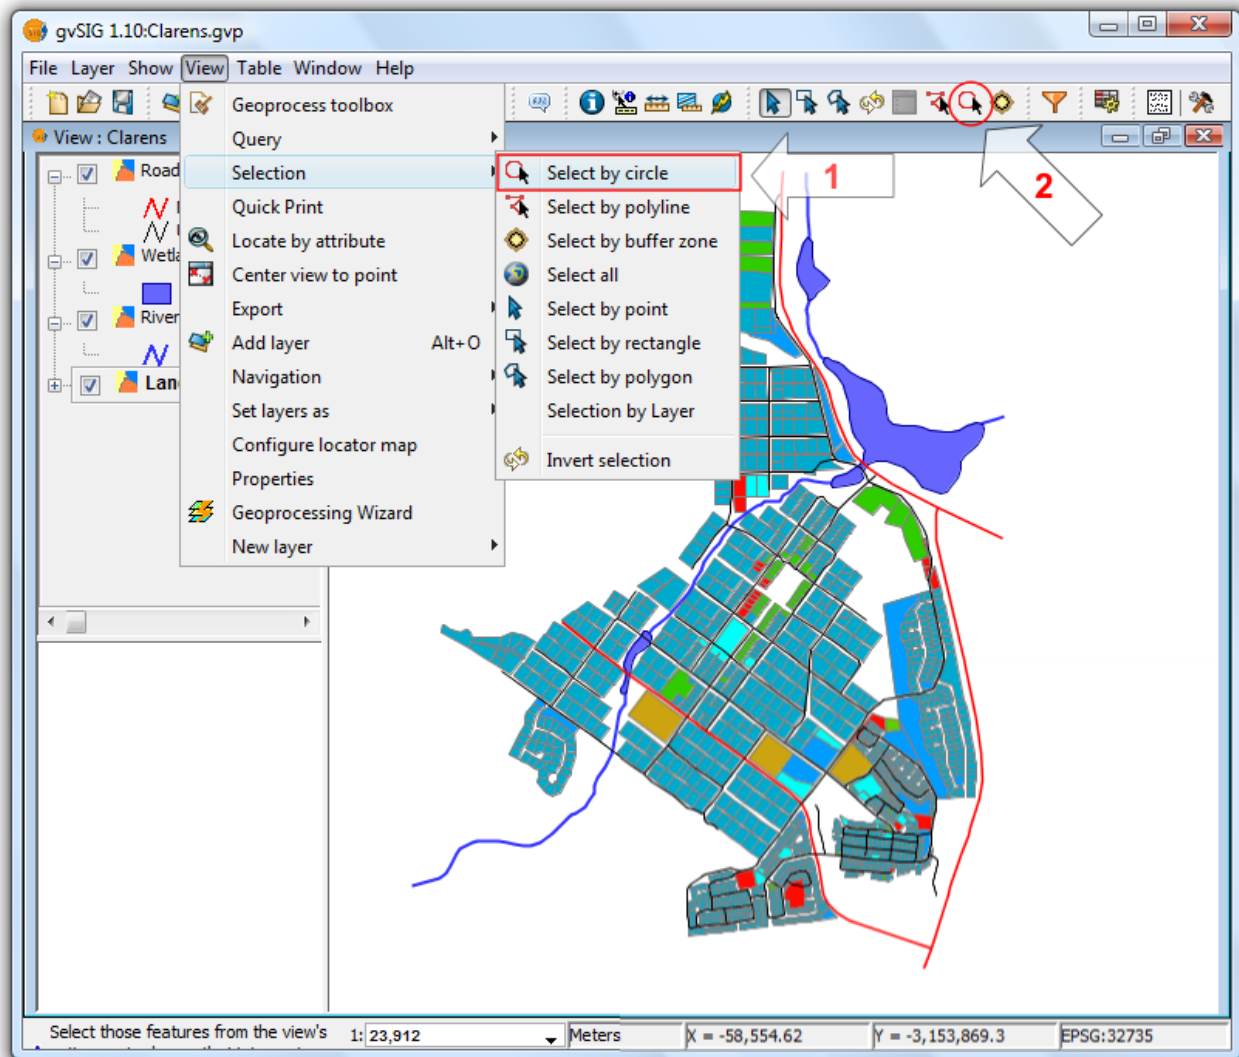 gvSIG 1.10:Clarens.gvp
File Layer Show View Table Window Help
View : Clarens
Road
Wetla
River
Lan
Geoprocess toolbox
Query
Selection
Quick Print
Locate by attribute
Center view to point
Export
Add layer Alt+O
Navigation
Set layers as
Configure locator map
Properties
Geoprocessing Wizard
New layer
Select by circle
Select by polyline
Select by buffer zone
Select all
Select by point
Select by rectangle
Select by polygon
Selection by Layer
Invert selection
1
2
Select those features from the view's
1: 23,912
Meters
X = -58,554.62
Y = -3,153,869.3
EPSG:32735